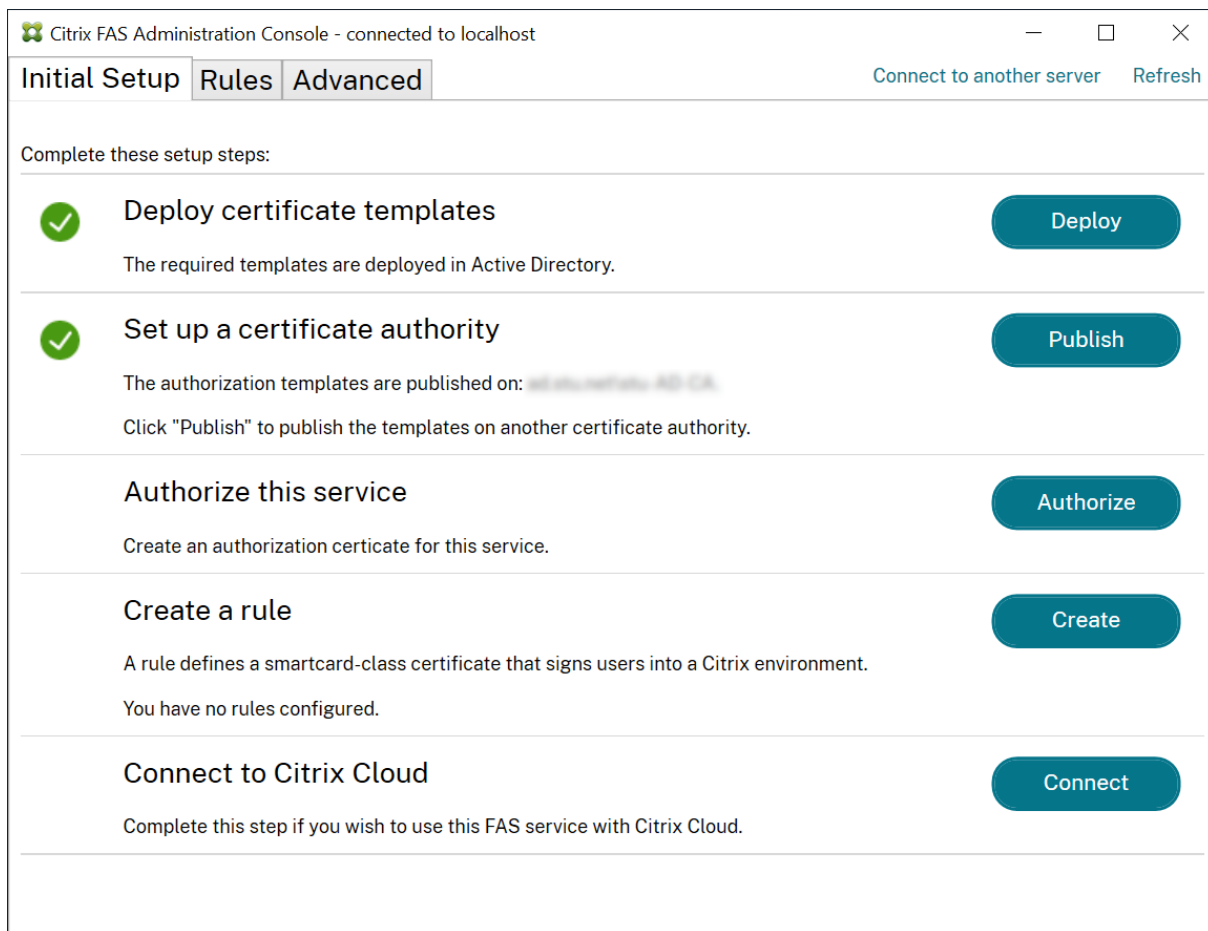 Citrix FAS Administration Console - connected to localhost
Initial Setup Rules Advanced Connect to another server Refresh
Complete these setup steps:
Deploy certificate templates
Deploy
The required templates are deployed in Active Directory.
Set up a certificate authority
Publish
The authorization templates are published on:
Click "Publish" to publish the templates on another certificate authority.
Authorize this service
Authorize
Create an authorization certicate for this service.
Create a rule
Create
A rule defines a smartcard-class certificate that signs users into a Citrix environment.
You have no rules configured.
Connect to Citrix Cloud
Connect
Complete this step if you wish to use this FAS service with Citrix Cloud.